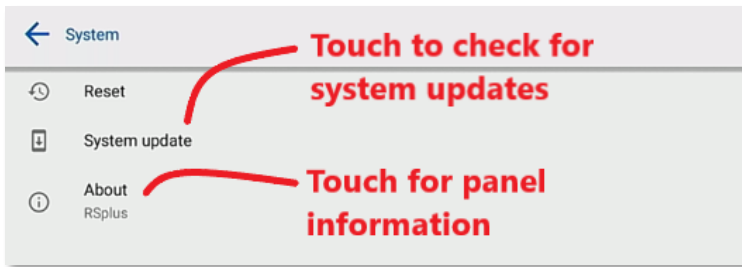 System
Touch to check for
system updates
Reset
System update
About
RSplus
Touch for panel
information